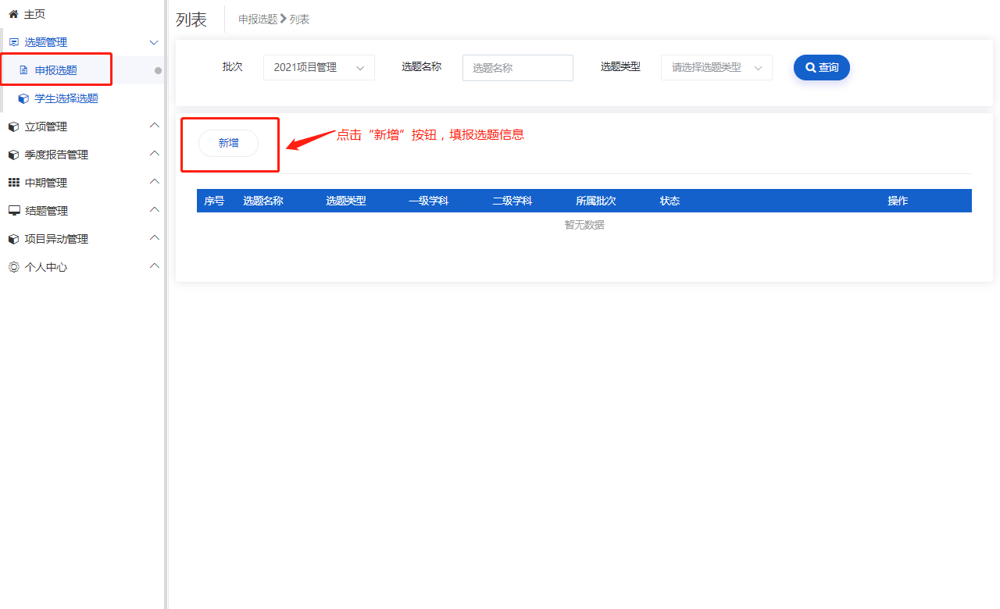 主页
选题管理
申报选题
学生选择选题
立项管理
季度报告管理
中期管理
结题管理
项目异动管理
个人中心
列表 申报选题 列表
批次 2021项目管理 选题名称 选题名称 选题类型 请选择选题类型 查询
新增 点击“新增”按钮，填报选题信息
序号 选题名称 选题类型 一级学科 二级学科 所属批次 状态 操作
暂无数据